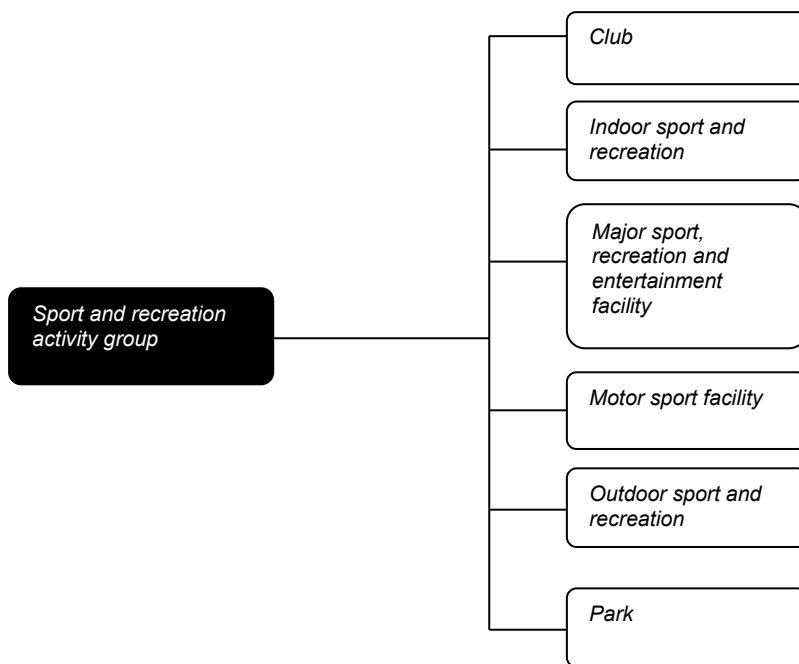 Club
Indoor sport and
recreation
Major sport,
recreation and
entertainment
facility
Sport and recreation
activity group
Motor sport facility
Outdoor sport and
recreation
Park